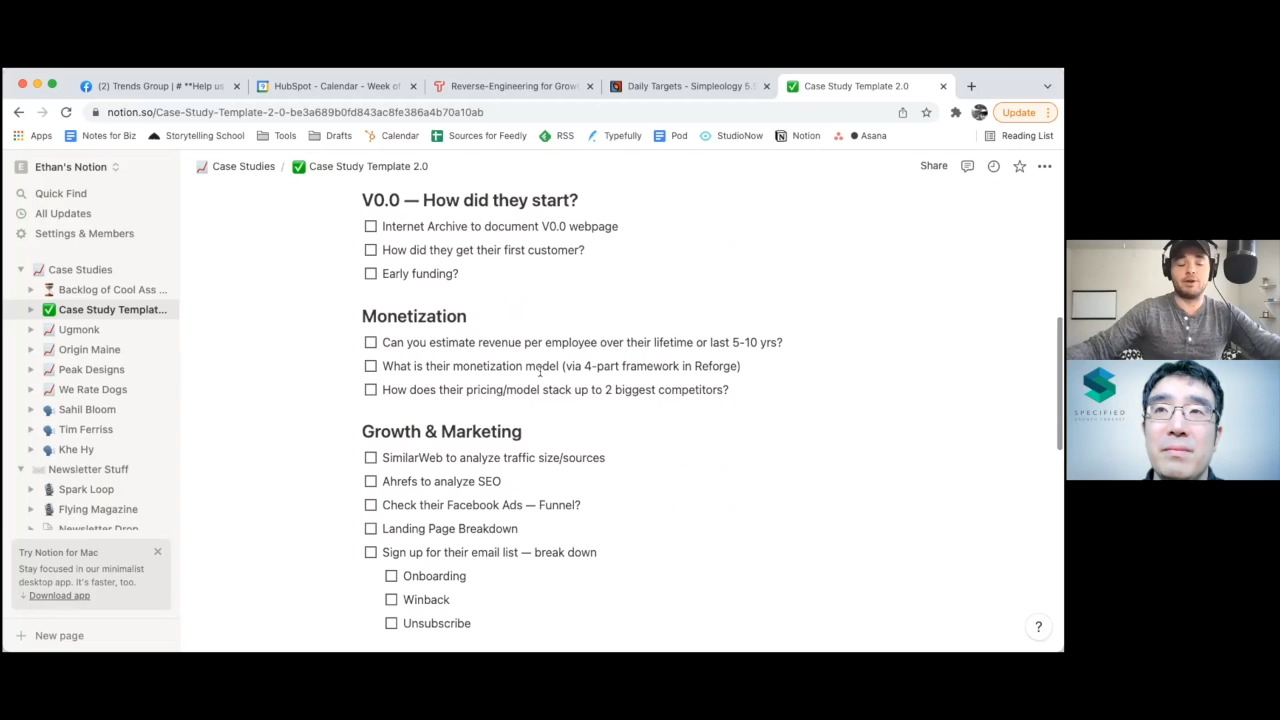 (2) Trends Group | # **Help us
HubSpot - Calendar - Week of
Reverse-Engineering for Grow
Daily Targets - Simpleology 5.5
Case Study Template 2.0
notion.so/Case-Study-Template-2-0-be3a689b0fd843ac8fe386a4b70a10ab
Update
Apps
Notes for Biz
Storytelling School
Tools
Drafts
Calendar
Sources for Feedly
RSS
Typefully
Pod
StudioNow
Notion
Asana
Reading List
E Ethan's Notion
Case Studies / Case Study Template 2.0
Share
Quick Find
All Updates
Settings & Members
Case Studies
Backlog of Cool Ass ...
Case Study Templat...
Ugmonk
Origin Maine
Peak Designs
We Rate Dogs
Sahil Bloom
Tim Ferriss
Khe Hy
Newsletter Stuff
Spark Loop
Flying Magazine
Newsletter Drop
Try Notion for Mac
Stay focused in our minimalist
desktop app. It's faster, too.
Download app
New page
V0.0 — How did they start?
Internet Archive to document V0.0 webpage
How did they get their first customer?
Early funding?
Monetization
Can you estimate revenue per employee over their lifetime or last 5-10 yrs?
What is their monetization model (via 4-part framework in Reforge)
How does their pricing/model stack up to 2 biggest competitors?
Growth & Marketing
SimilarWeb to analyze traffic size/sources
Ahrefs to analyze SEO
Check their Facebook Ads — Funnel?
Landing Page Breakdown
Sign up for their email list — break down
Onboarding
Winback
Unsubscribe
?
SPECIFIED
GROWTH PODCAST